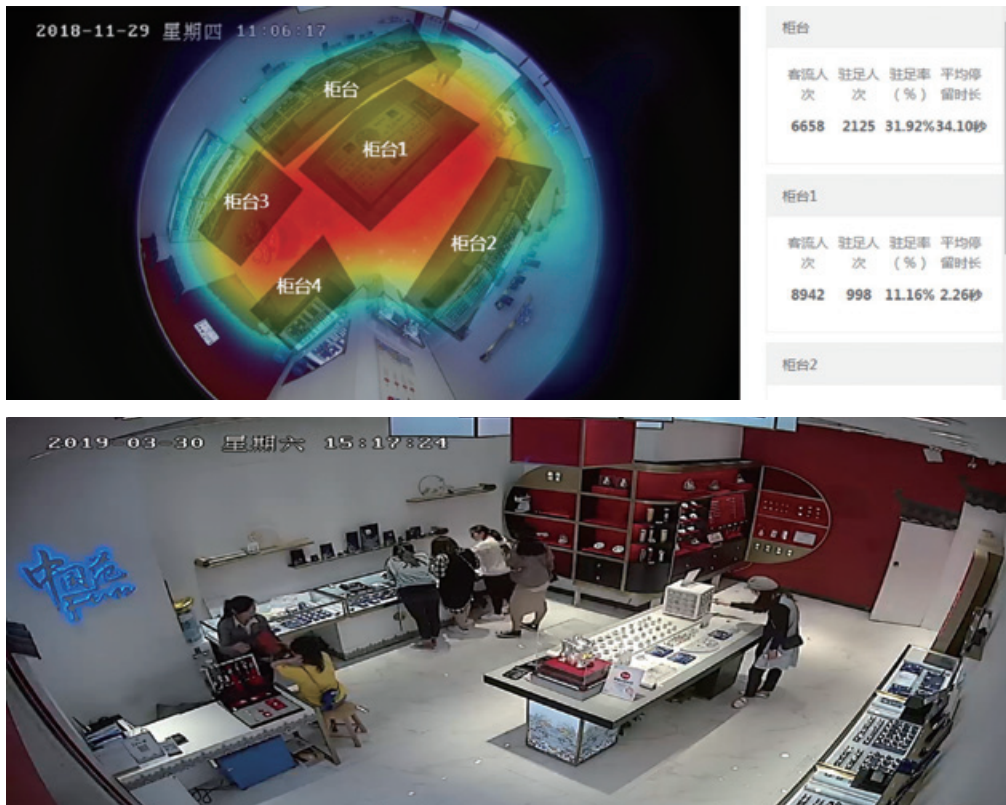 2018-11-29 星期四 11:06:17
柜台
柜台1
柜台3
柜台2
柜台4
柜台
客流人次 驻足人次 驻足率（%） 平均停留时长
6658 2125 31.92% 34.10秒
柜台1
客流人次 驻足人次 驻足率（%） 平均停留时长
8942 998 11.16% 2.26秒
柜台2
2019-03-30 星期六 15:17:24